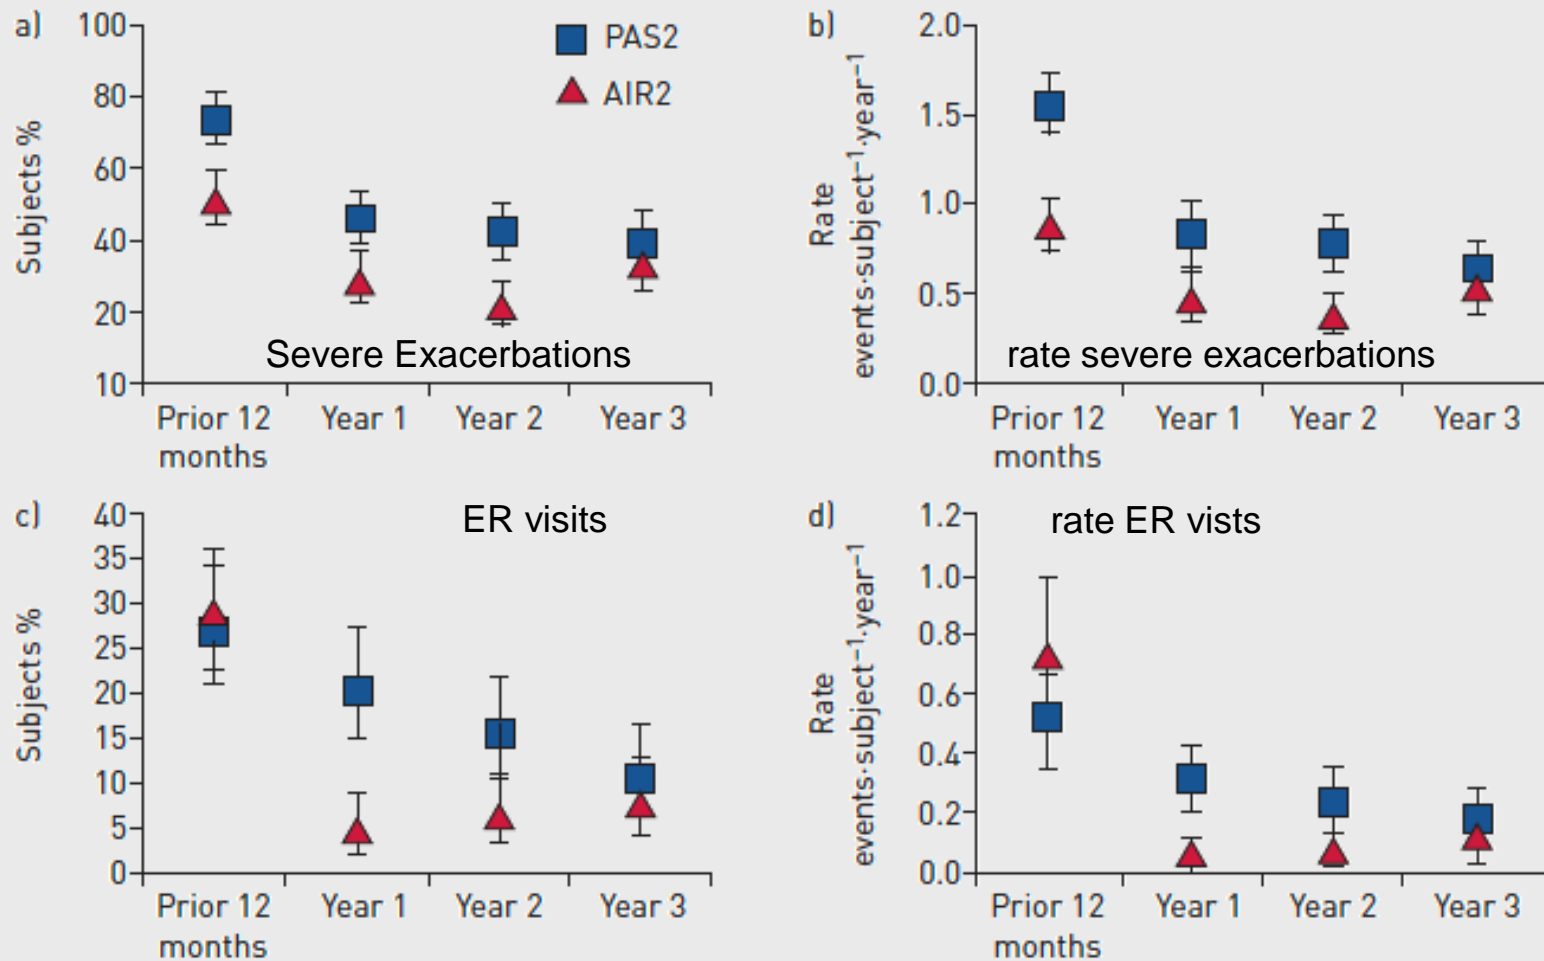 a)
100
80
60
40
20
10
Subjects %
PAS2
AIR2
Severe Exacerbations
Prior 12 months
Year 1
Year 2
Year 3
b)
2.0
1.5
1.0
0.5
0.0
Rate
events·subject⁻¹·year⁻¹
rate severe exacerbations
Prior 12 months
Year 1
Year 2
Year 3
c)
40
35
30
25
20
15
10
5
0
Subjects %
ER visits
Prior 12 months
Year 1
Year 2
Year 3
d)
1.2
1.0
0.8
0.6
0.4
0.2
0.0
Rate
events·subject⁻¹·year⁻¹
rate ER vists
Prior 12 months
Year 1
Year 2
Year 3